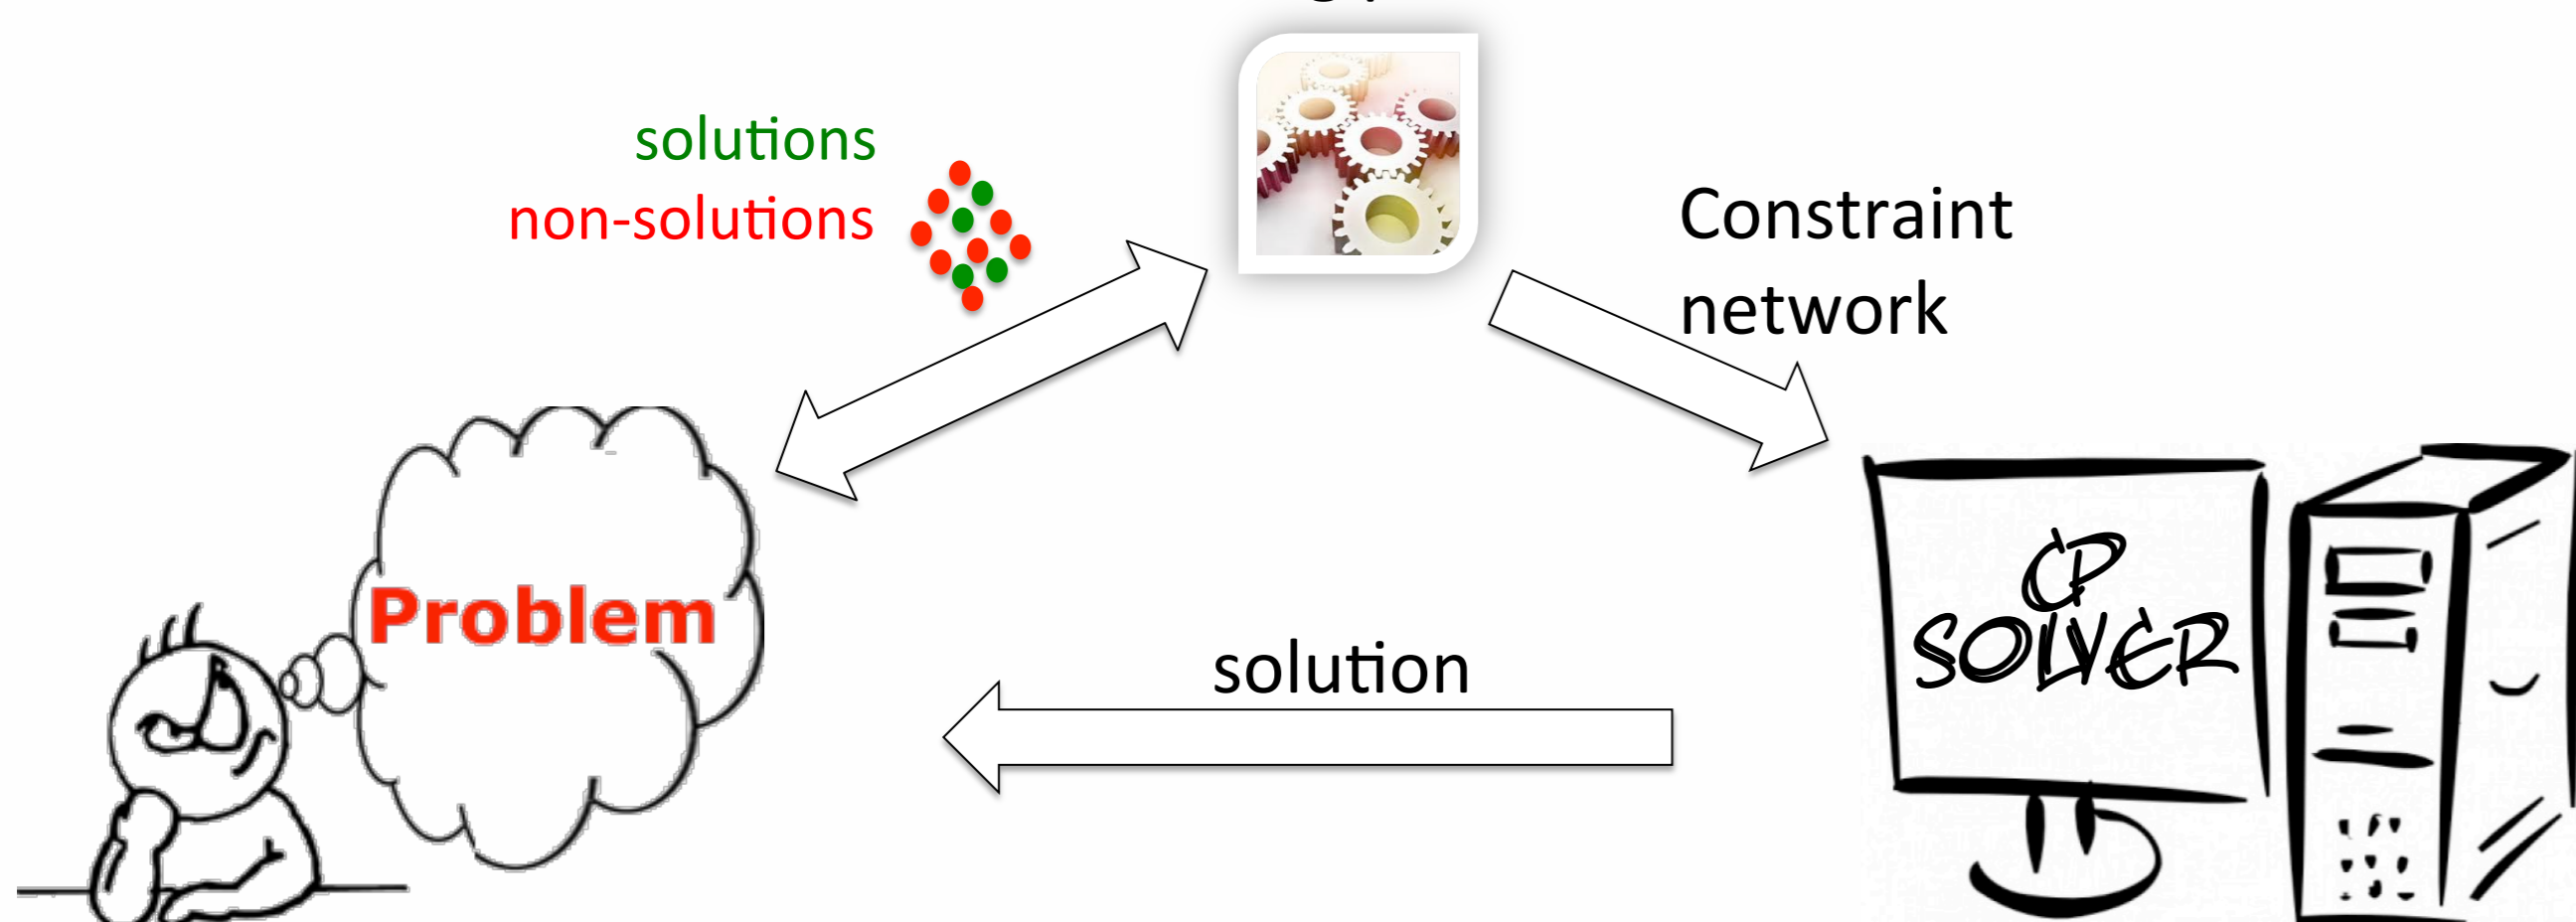 solutions
non-solutions
Constraint
network
Problem
solution
CP
SOLVER